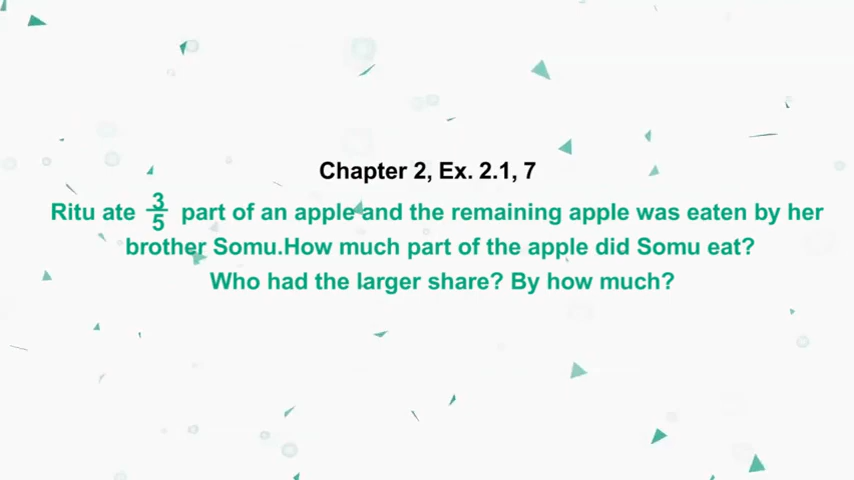 Chapter 2, Ex. 2.1, 7
Ritu ate 3/5 part of an apple and the remaining apple was eaten by her
brother Somu.How much part of the apple did Somu eat?
Who had the larger share? By how much?